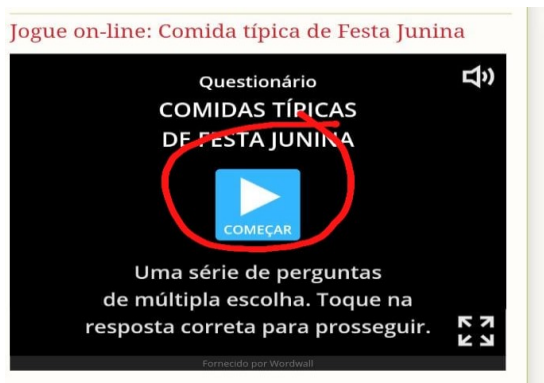 Jogue on-line: Comida típica de Festa Junina
Questionário
COMIDAS TÍPICAS
DE FESTA JUNINA
COMEÇAR
Uma série de perguntas
de múltipla escolha. Toque na
resposta correta para prosseguir.
Fornecido por Wordwall